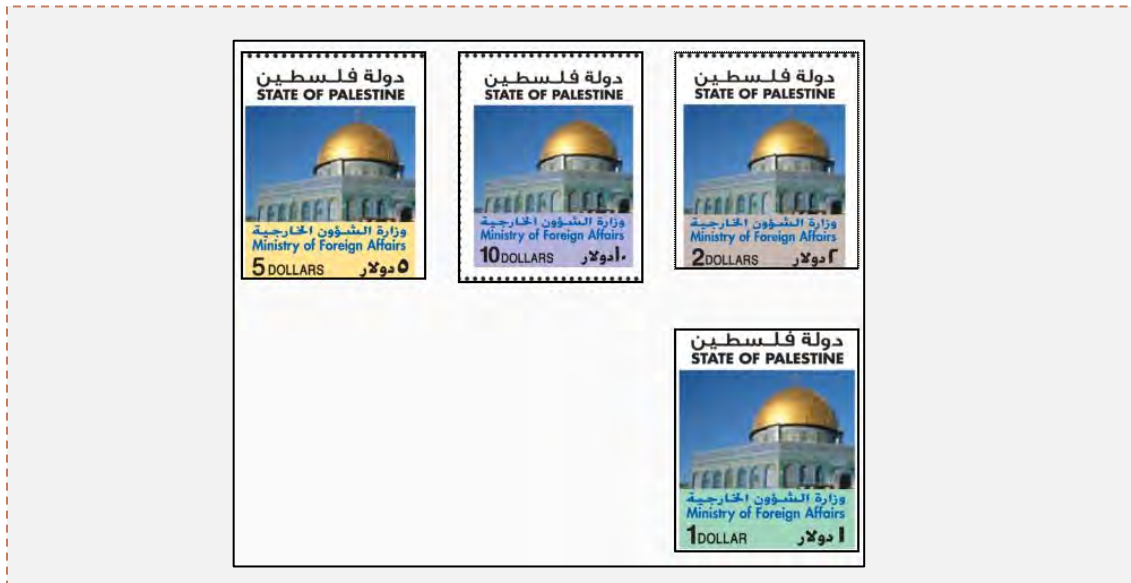 دولة فلسطين
STATE OF PALESTINE
وزارة الشؤون الخارجية
Ministry of Foreign Affairs
5 DOLLARS ٥ دولار
دولة فلسطين
STATE OF PALESTINE
وزارة الشؤون الخارجية
Ministry of Foreign Affairs
10 DOLLARS ١٠ دولار
دولة فلسطين
STATE OF PALESTINE
وزارة الشؤون الخارجية
Ministry of Foreign Affairs
2 DOLLARS ٢ دولار
دولة فلسطين
STATE OF PALESTINE
وزارة الشؤون الخارجية
Ministry of Foreign Affairs
1 DOLLAR ١ دولار